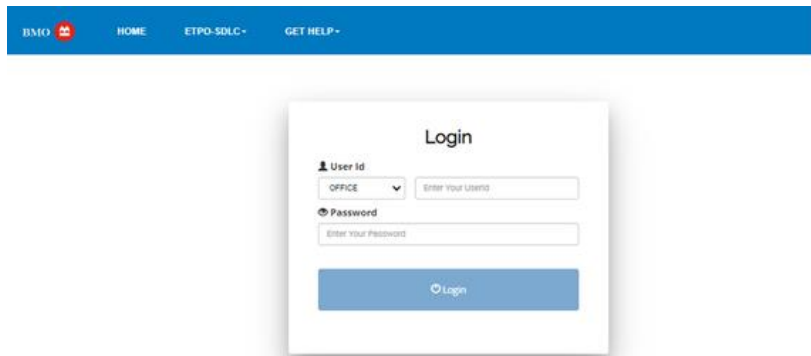 BMO HOME ETPO-SDLC GET HELP
Login
User Id
OFFICE Enter Your UserId
Password
Enter Your Password
Login